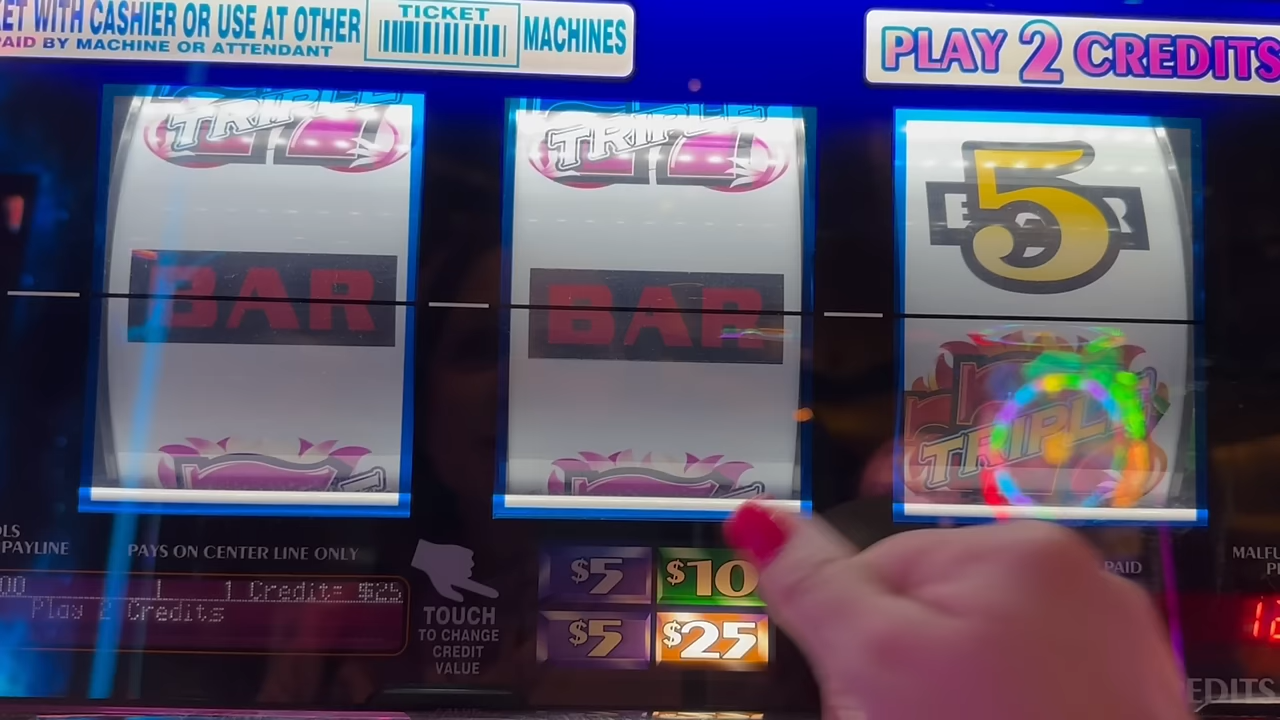 WITH CASHIER OR USE AT OTHER
PAID BY MACHINE OR ATTENDANT
TICKET
MACHINES
PLAY 2 CREDITS
TRIPLE
TRIPLE
5
BAR
BAR
TRIPLE
PAYLINE
PAYS ON CENTER LINE ONLY
1 1 Credit= $25
Play 2 Credits
TOUCH
TO CHANGE
CREDIT
VALUE
$5
$10
$5
$25
PAID